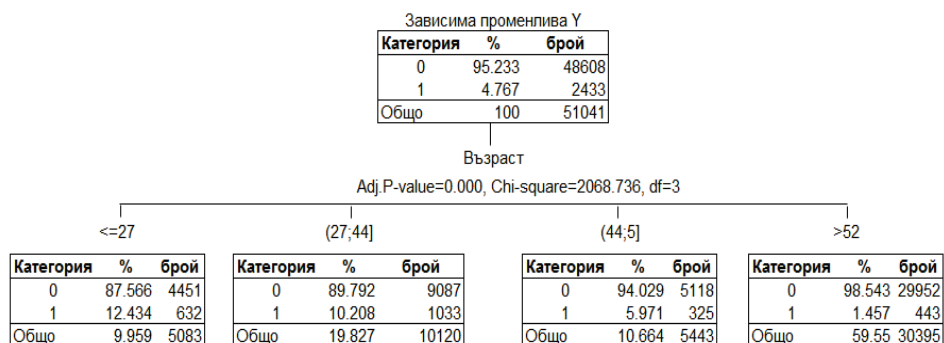 Зависима променлива Y
Категория % брой
0 95.233 48608
1 4.767 2433
Общо 100 51041
Възраст
Adj.P-value=0.000, Chi-square=2068.736, df=3
<=27 (27;44] (44;5] >52
Категория % брой Категория % брой Категория % брой Категория % брой
0 87.566 4451 0 89.792 9087 0 94.029 5118 0 98.543 29952
1 12.434 632 1 10.208 1033 1 5.971 325 1 1.457 443
Общо 9.959 5083 Общо 19.827 10120 Общо 10.664 5443 Общо 59.55 30395